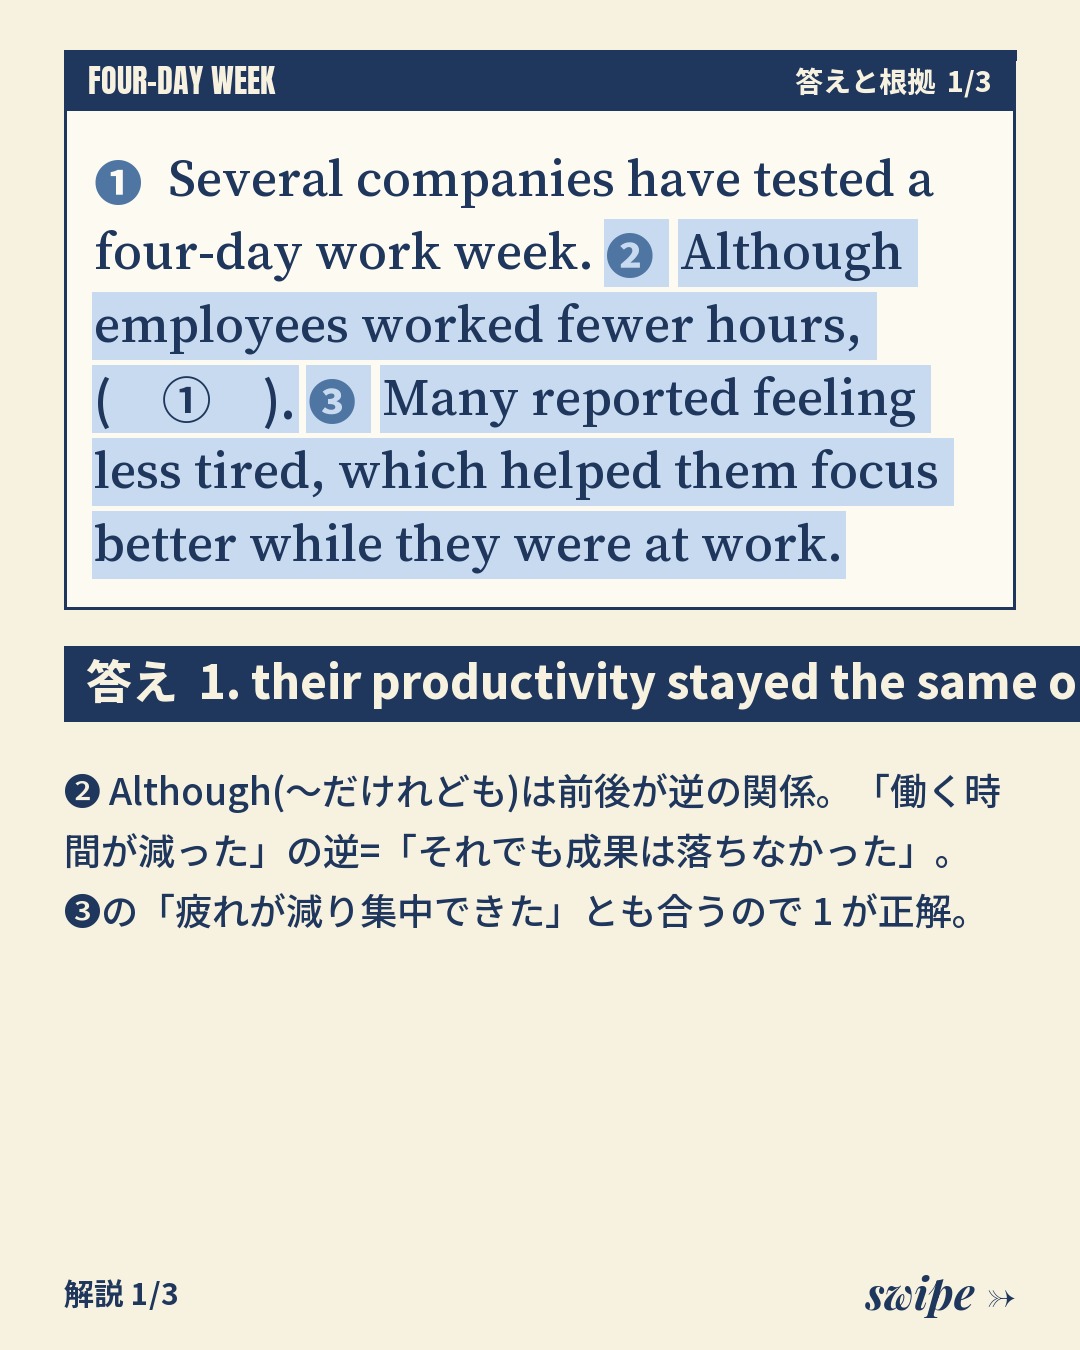 FOUR-DAY WEEK
答えと根拠 1/3
❶ Several companies have tested a
four-day work week. ❷ Although
employees worked fewer hours,
(　①　). ❸ Many reported feeling
less tired, which helped them focus
better while they were at work.
答え 1. their productivity stayed the same o
❷ Although(〜だけれども)は前後が逆の関係。「働く時
間が減った」の逆=「それでも成果は落ちなかった」。
❸の「疲れが減り集中できた」とも合うので 1 が正解。
解説 1/3
swipe